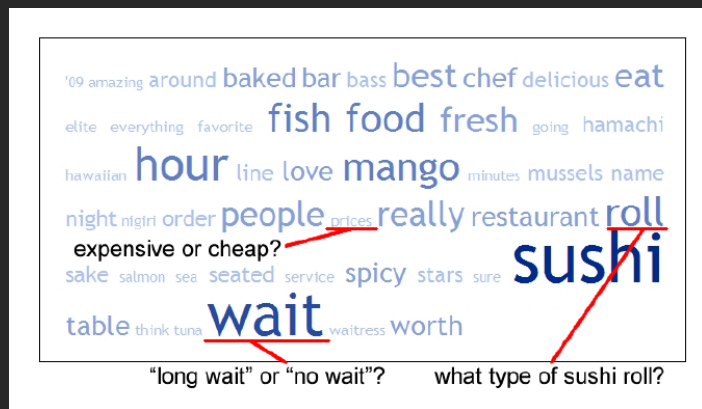 '09 amazing around baked bar bass best chef delicious eat
elite everything favorite fish food fresh going hamachi
hawaiian hour line love mango minutes mussels name
night nigiri order people prices really restaurant roll
expensive or cheap?
sake salmon sea seated service spicy stars sure sushi
table think tuna wait waitress worth
“long wait” or “no wait”? what type of sushi roll?